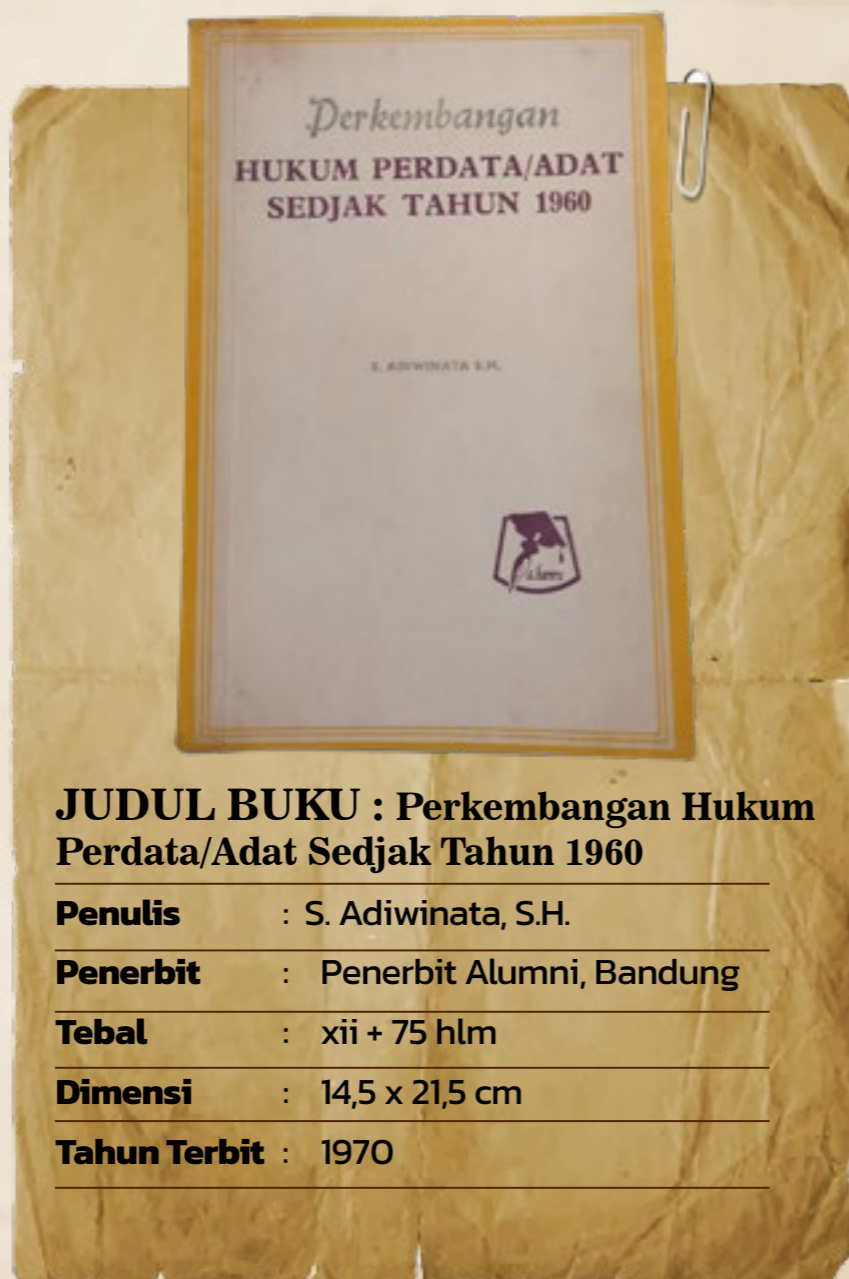 Perkembangan
HUKUM PERDATA/ADAT
SEDJAK TAHUN 1960
S. ADIWINATA S.H.
Alumni
JUDUL BUKU : Perkembangan Hukum
Perdata/Adat Sedjak Tahun 1960
Penulis : S. Adiwinata, S.H.
Penerbit : Penerbit Alumni, Bandung
Tebal : xii + 75 hlm
Dimensi : 14,5 x 21,5 cm
Tahun Terbit : 1970